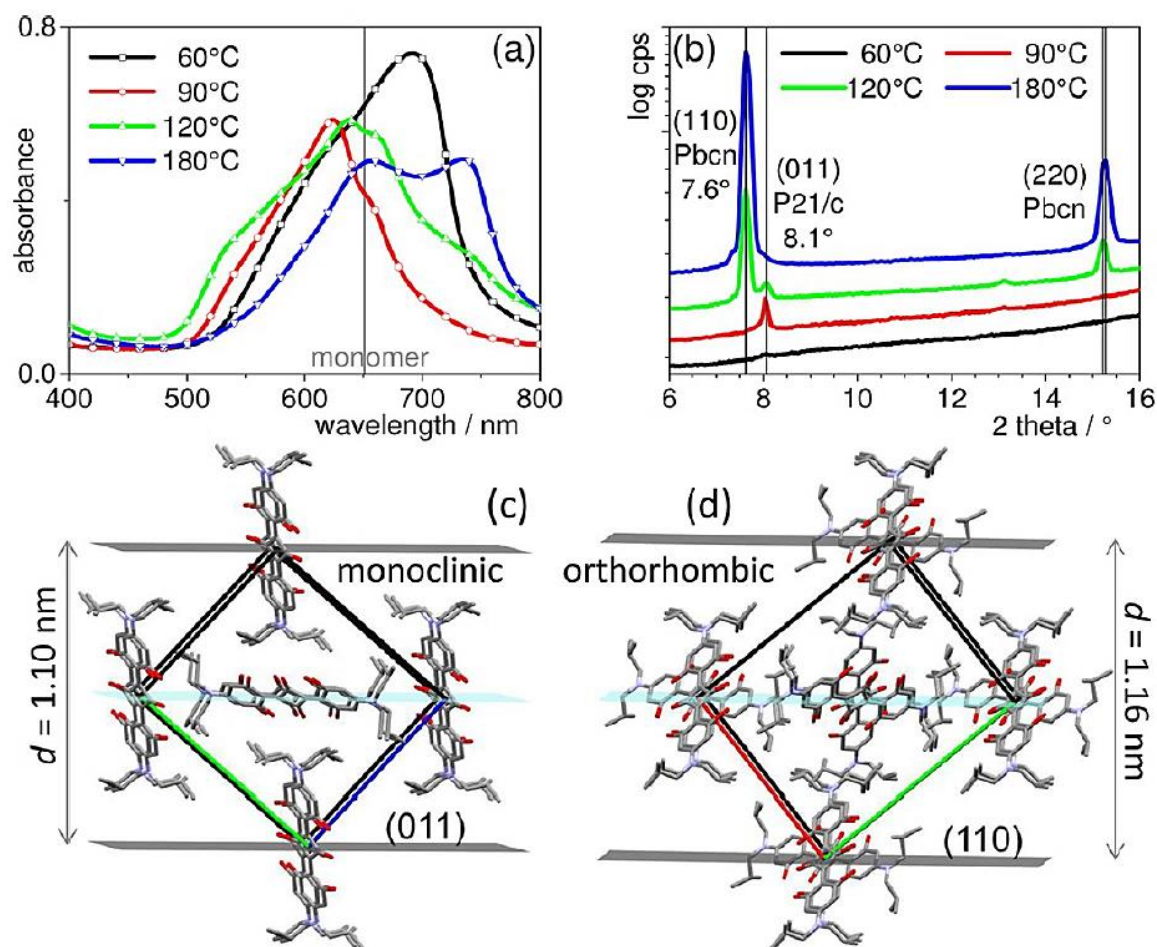 0.8
(a)
60°C
90°C
120°C
180°C
absorbance
monomer
0.0
400 500 600 700 800
wavelength / nm
(b)
log cps
60°C 90°C
120°C 180°C
(110)
Pbcn
7.6°
(011)
P21/c
8.1°
(220)
Pbcn
6 8 10 12 14 16
2 theta / °
(c)
monoclinic
d = 1.10 nm
(011)
(d)
orthorhombic
d = 1.16 nm
(110)